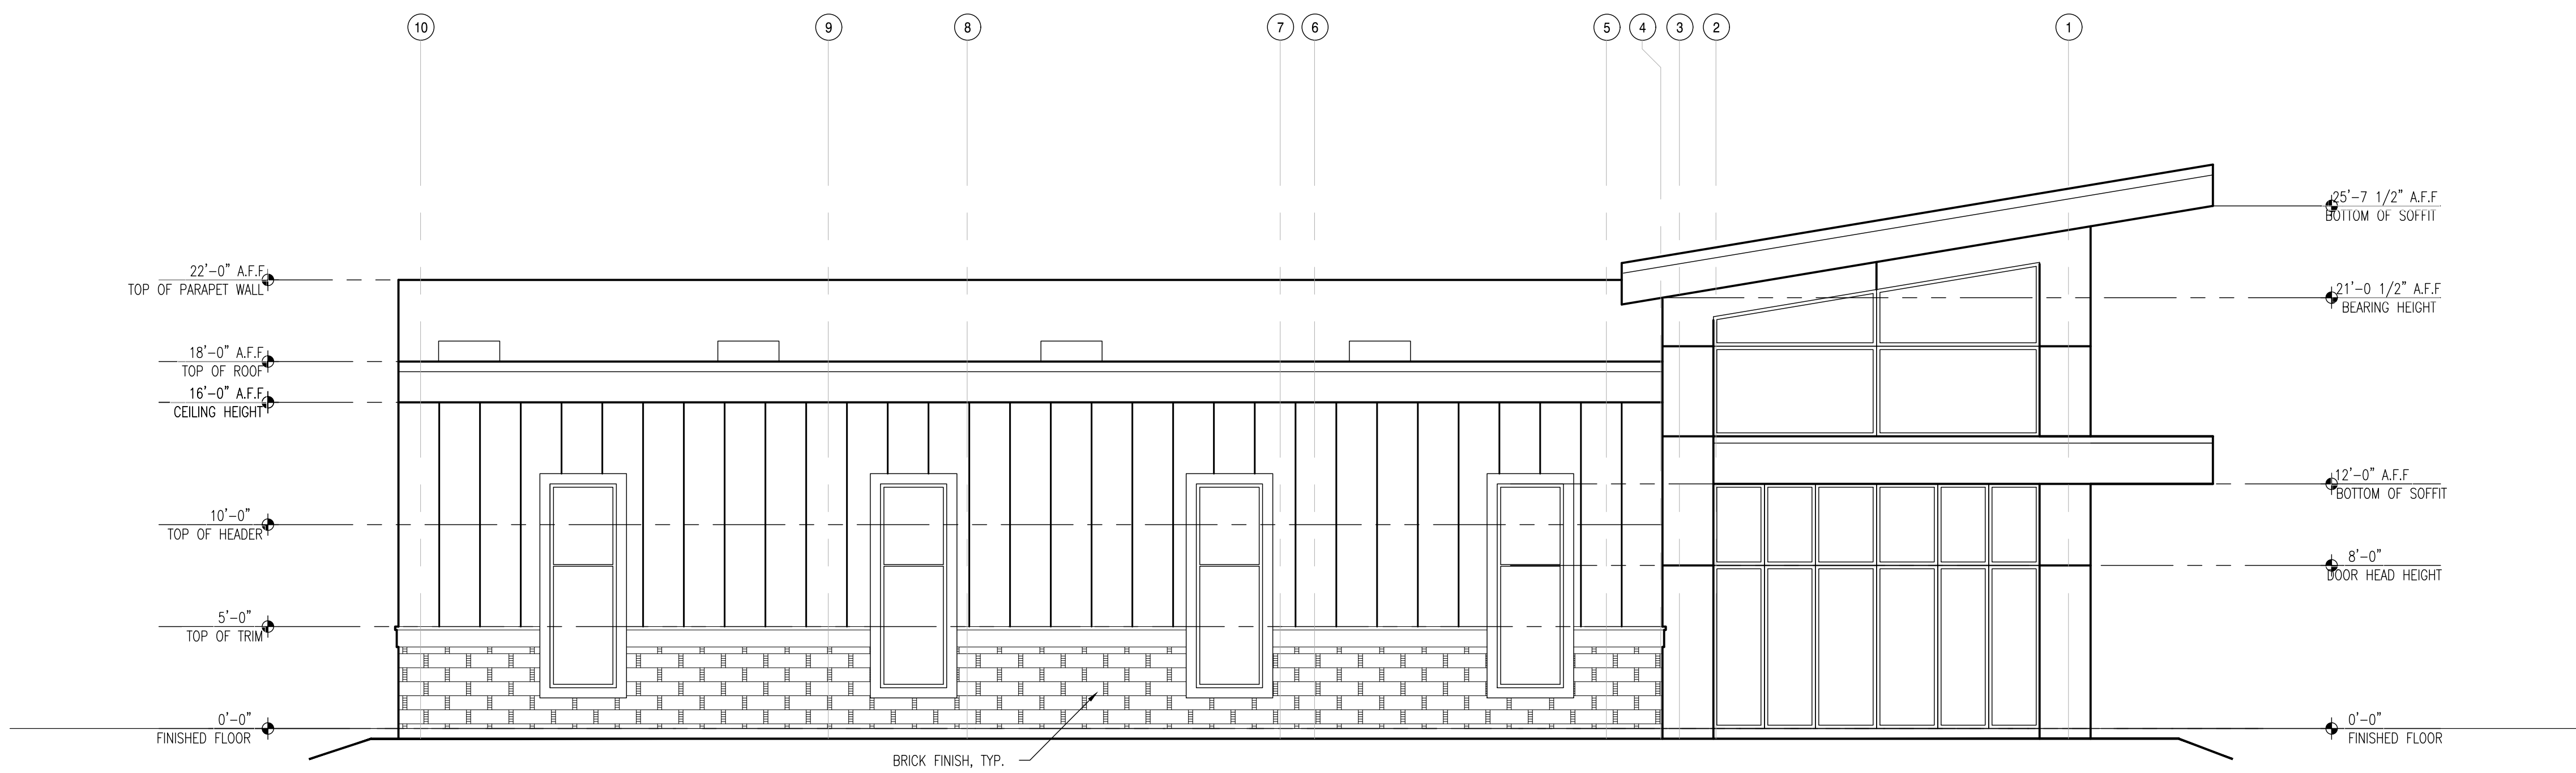 10
9
8
7
6
5
4
3
2
1
25'-7 1/2" A.F.F
BOTTOM OF SOFFIT
22'-0" A.F.F
TOP OF PARAPET WALL
21'-0 1/2" A.F.F
BEARING HEIGHT
18'-0" A.F.F
TOP OF ROOF
16'-0" A.F.F
CEILING HEIGHT
12'-0" A.F.F
BOTTOM OF SOFFIT
10'-0"
TOP OF HEADER
8'-0"
DOOR HEAD HEIGHT
5'-0"
TOP OF TRIM
0'-0"
FINISHED FLOOR
0'-0"
FINISHED FLOOR
BRICK FINISH, TYP.